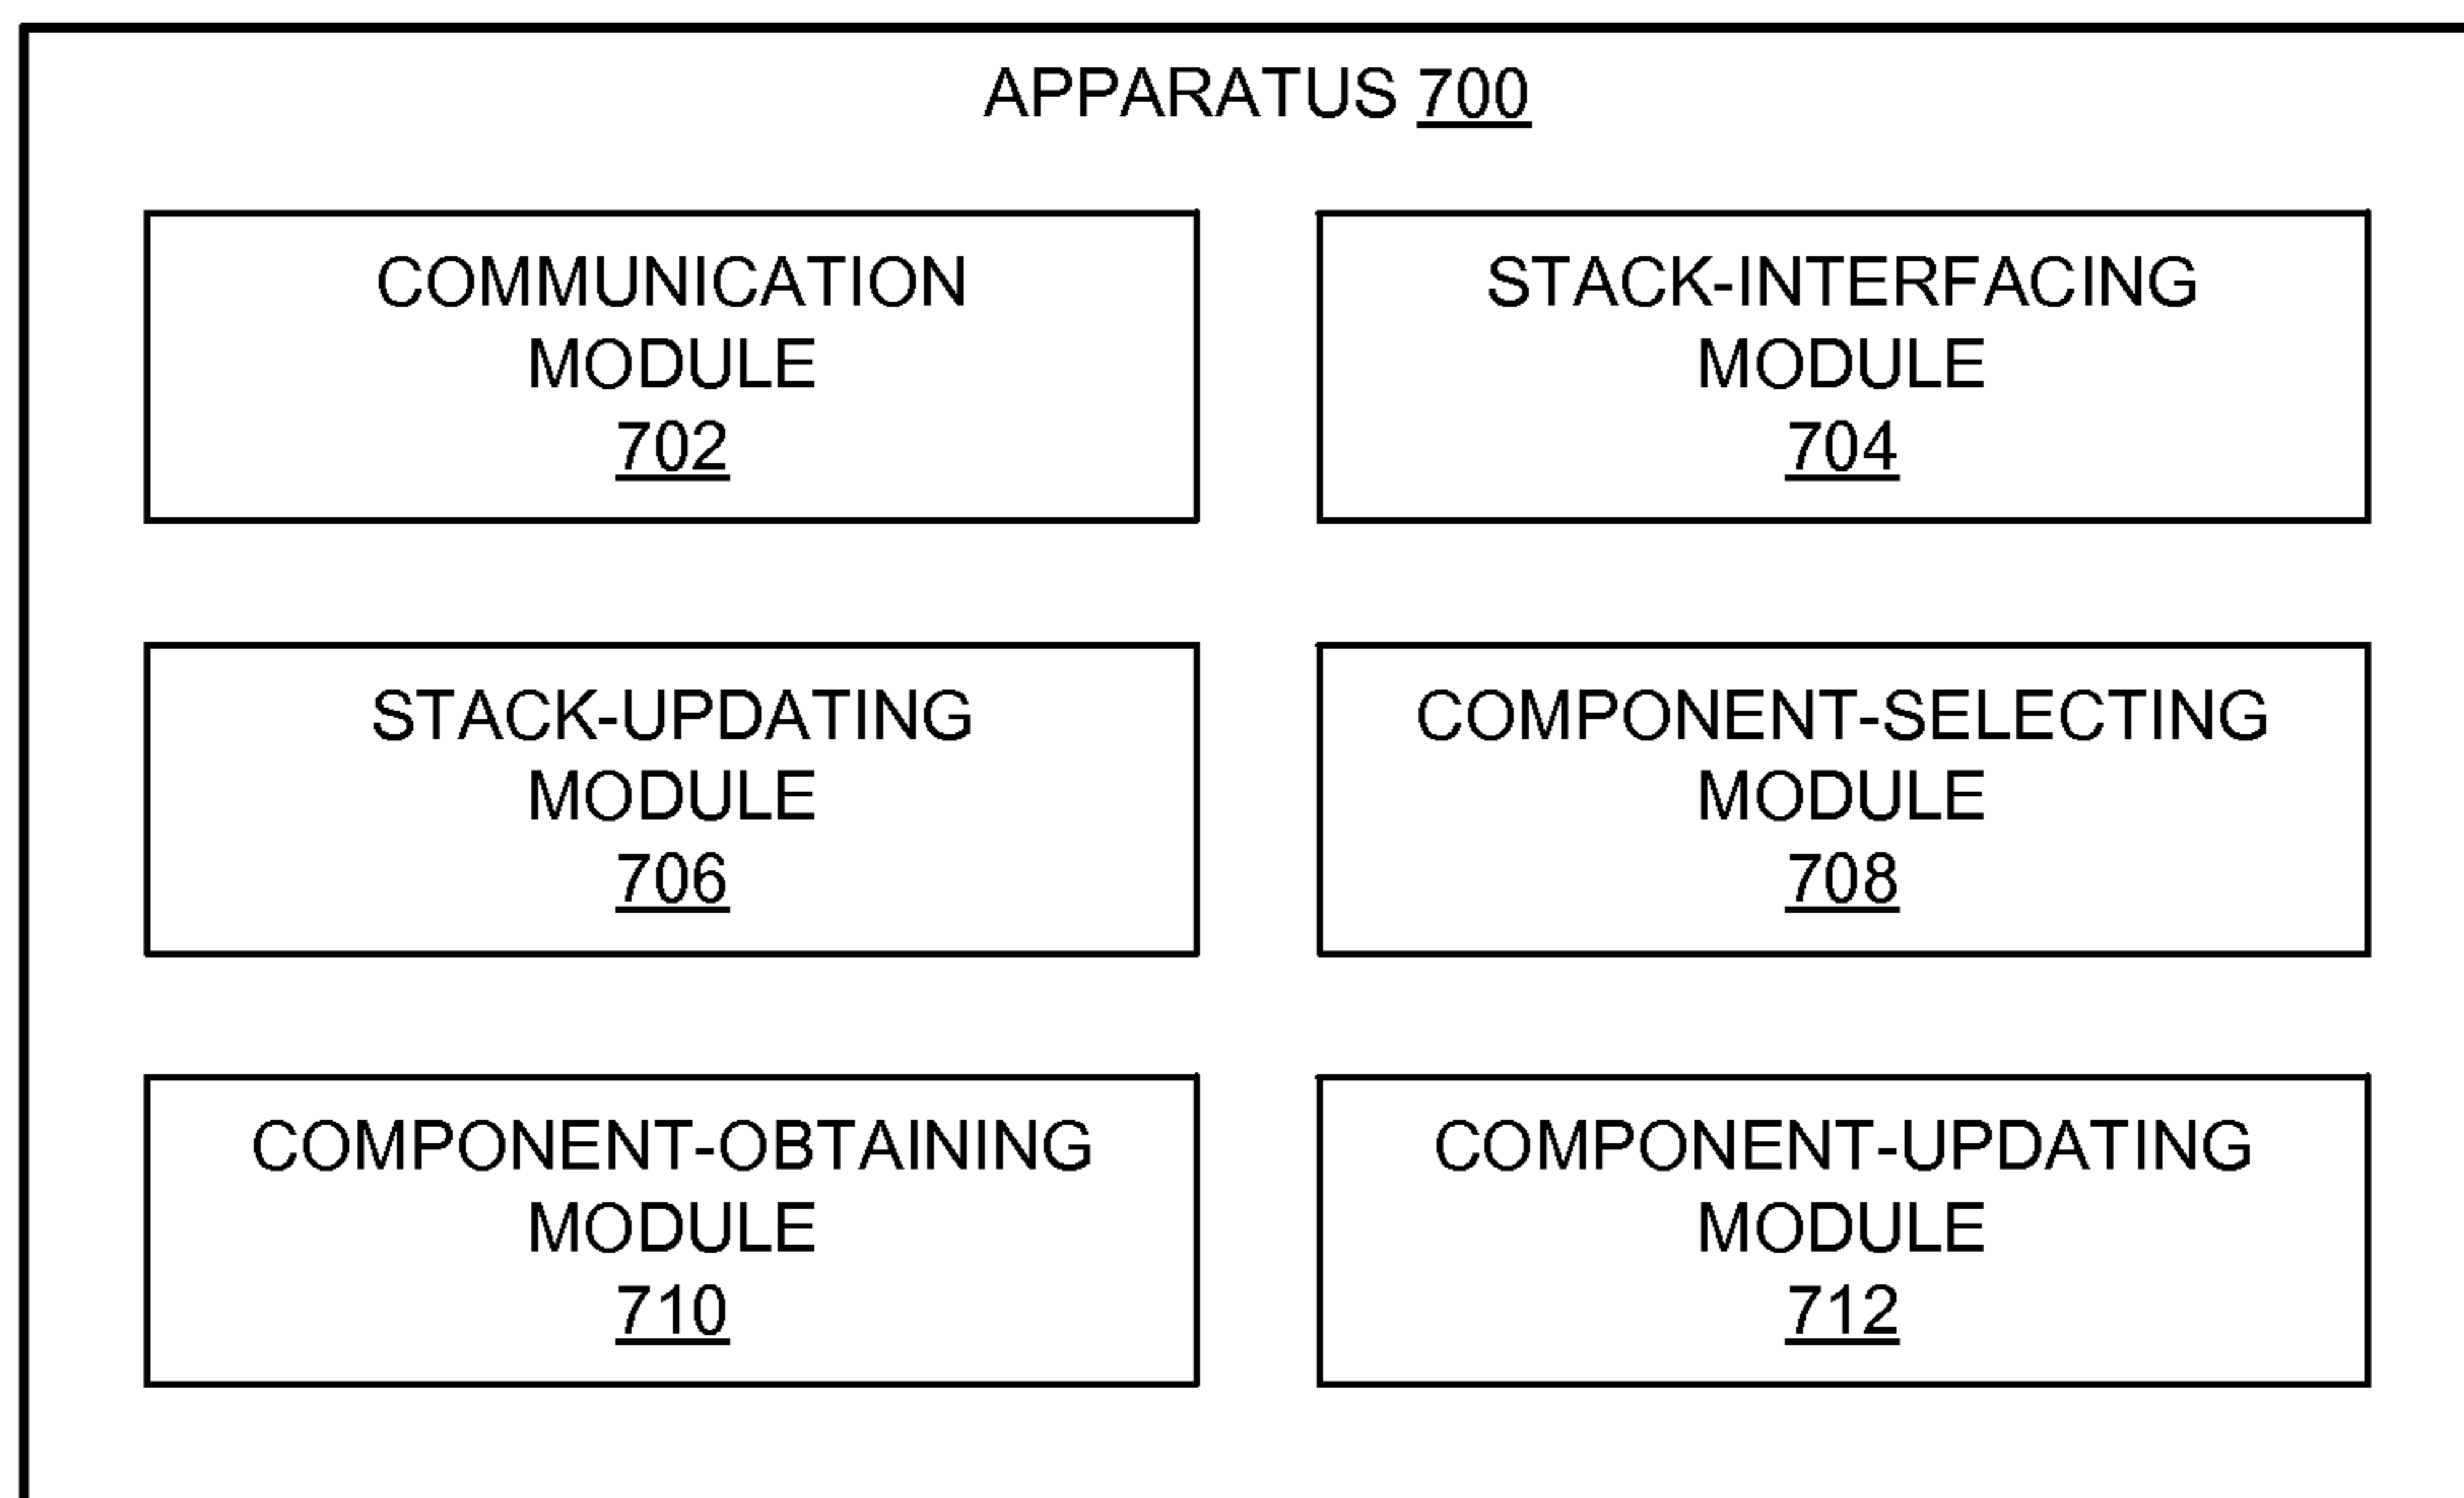 APPARATUS 700
COMMUNICATION
MODULE
702
STACK-INTERFACING
MODULE
704
STACK-UPDATING
MODULE
706
COMPONENT-SELECTING
MODULE
708
COMPONENT-OBTAINING
MODULE
710
COMPONENT-UPDATING
MODULE
712